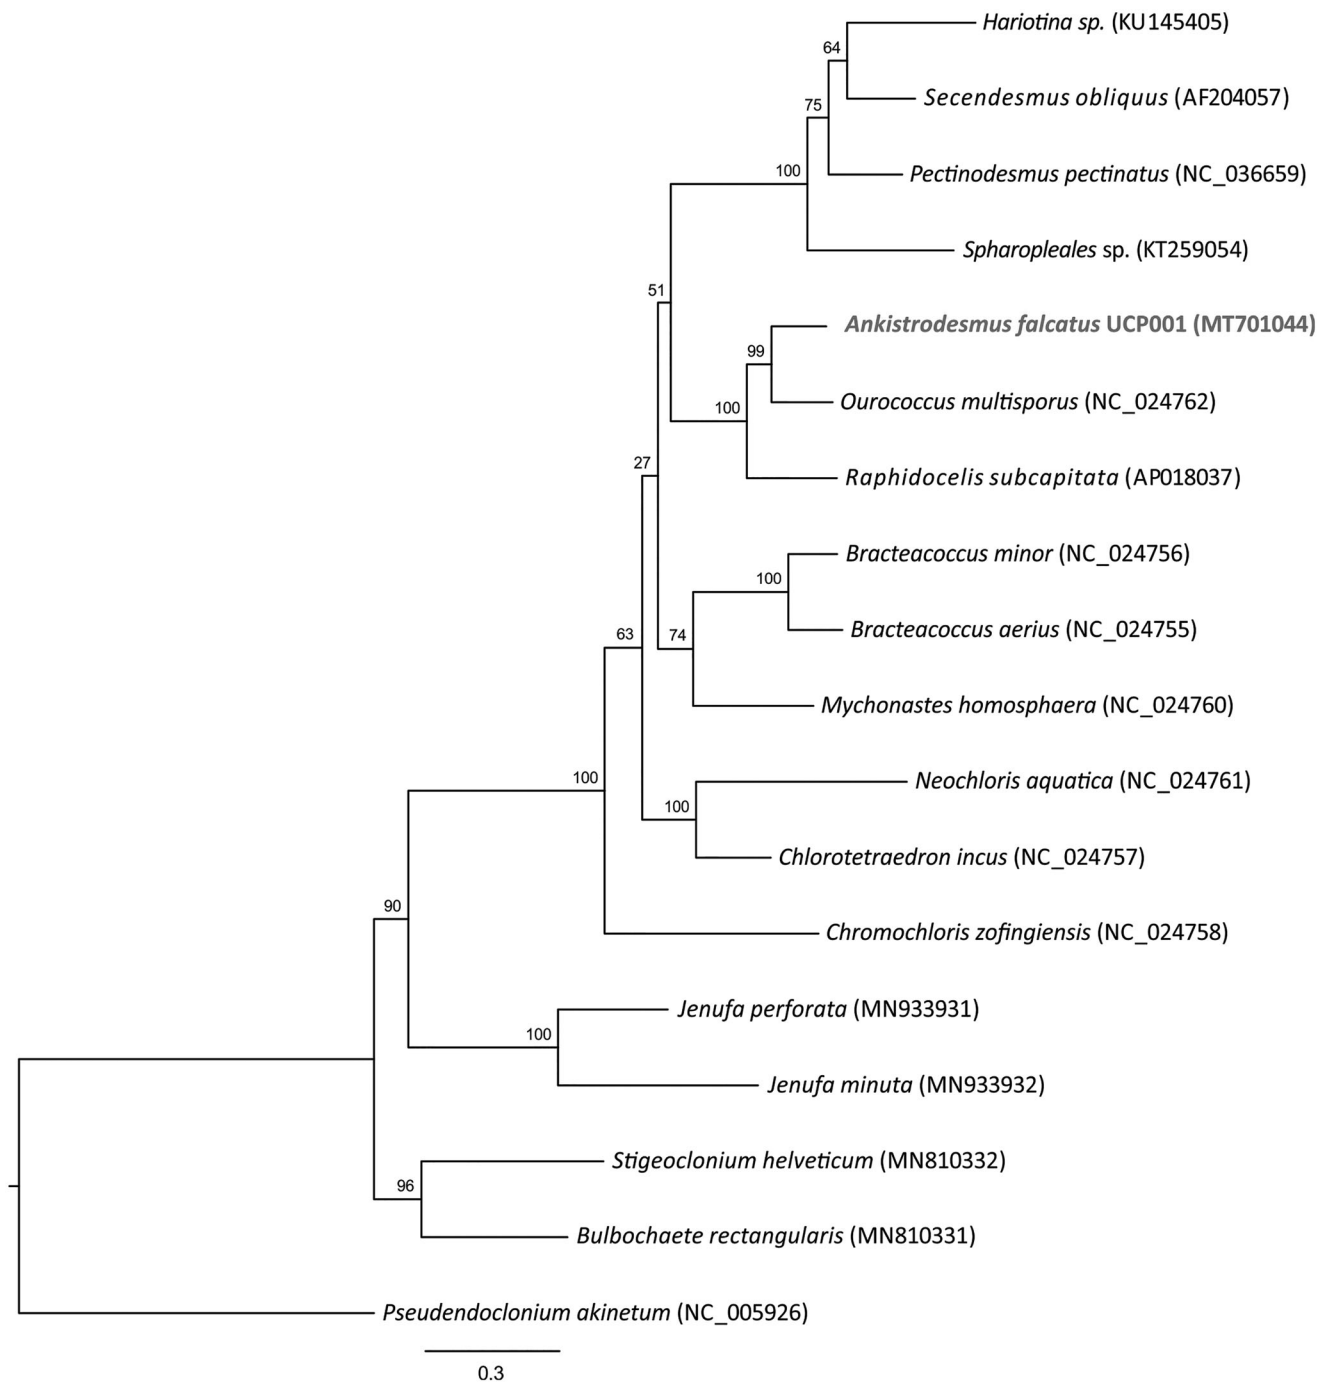 Hariotina sp. (KU145405)
64
Secendesmus obliquus (AF204057)
75
Pectinodesmus pectinatus (NC_036659)
100
Spharopleales sp. (KT259054)
51
Ankistrodesmus falcatus UCP001 (MT701044)
99
Ourococcus multisporus (NC_024762)
100
27
Raphidocelis subcapitata (AP018037)
Bracteacoccus minor (NC_024756)
100
Bracteacoccus aerius (NC_024755)
63
74
Mychonastes homosphaera (NC_024760)
100
Neochloris aquatica (NC_024761)
100
Chlorotetraedron incus (NC_024757)
90
Chromochloris zofingiensis (NC_024758)
Jenufa perforata (MN933931)
100
Jenufa minuta (MN933932)
Stigeoclonium helveticum (MN810332)
96
Bulbochaete rectangularis (MN810331)
Pseudendoclonium akinetum (NC_005926)
0.3